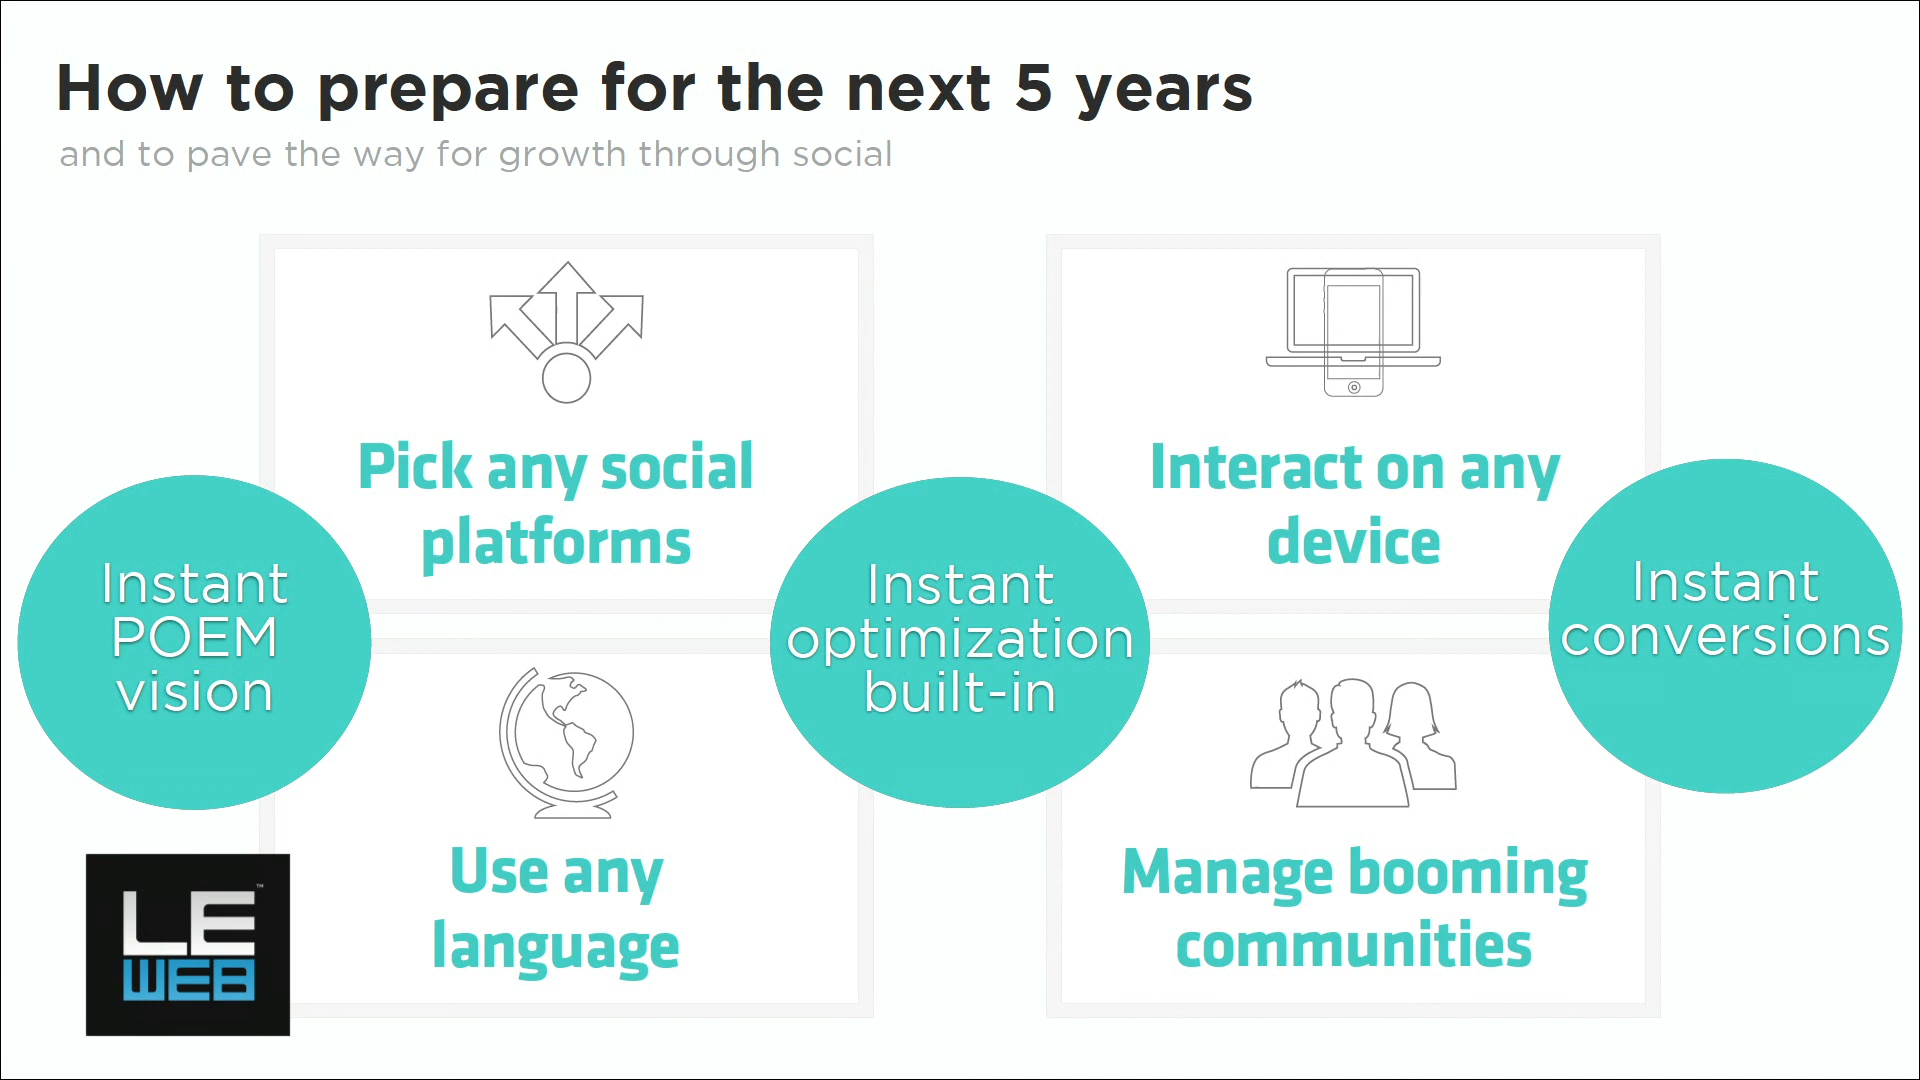 How to prepare for the next 5 years
and to pave the way for growth through social
Pick any social
platforms
Interact on any
device
Instant
POEM
vision
Instant
optimization
built-in
Instant
conversions
Use any
language
Manage booming
communities
LE™
WEB